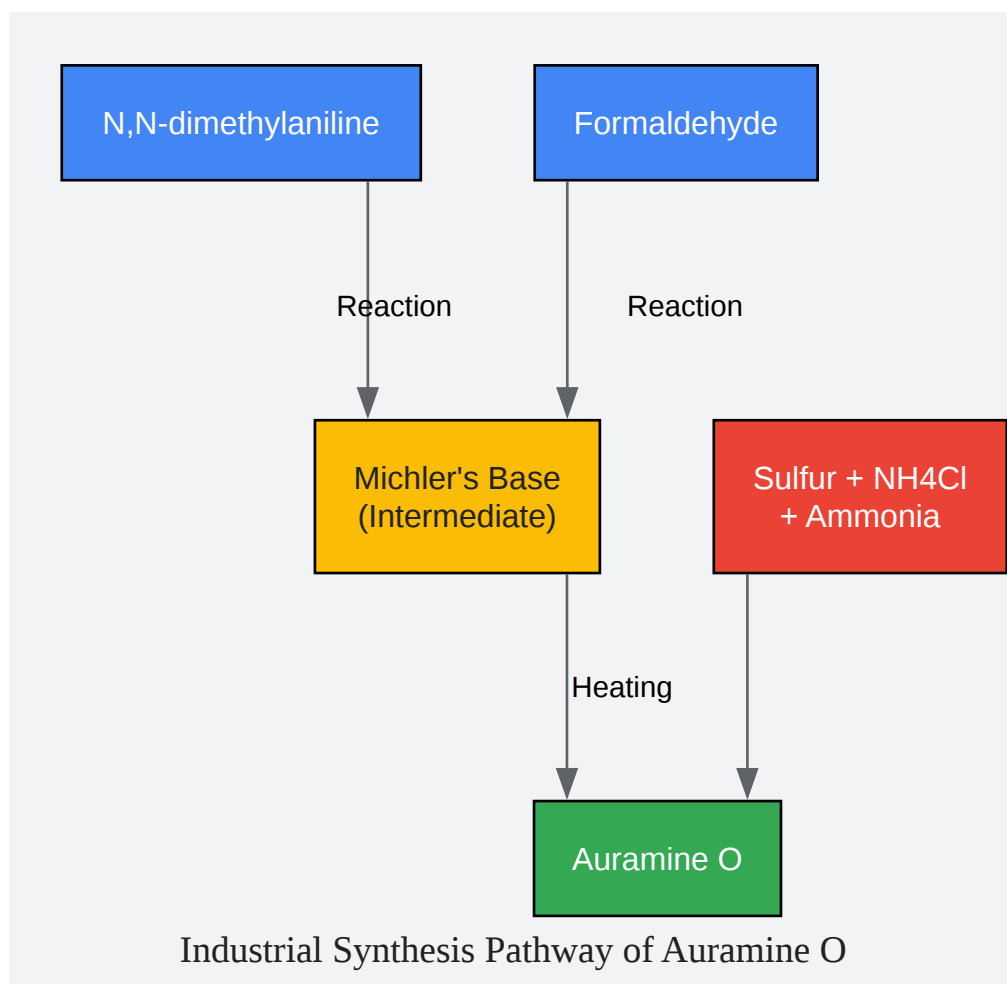 N,N-dimethylaniline
Formaldehyde
Reaction
Reaction
Michler's Base
(Intermediate)
Sulfur + NH4Cl
+ Ammonia
Heating
Auramine O
Industrial Synthesis Pathway of Auramine O